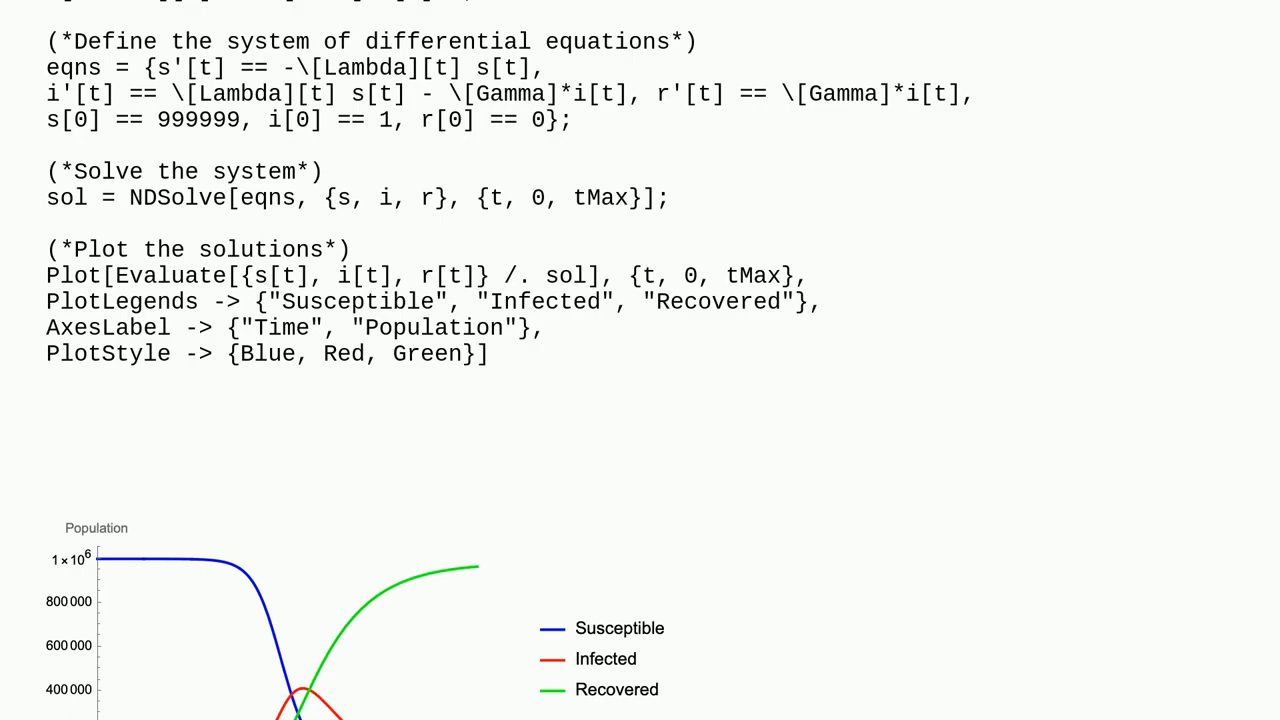 (*Define the system of differential equations*)
eqns = {s'[t] == -\[Lambda][t] s[t],
i'[t] == \[Lambda][t] s[t] - \[Gamma]*i[t], r'[t] == \[Gamma]*i[t],
s[0] == 999999, i[0] == 1, r[0] == 0};
(*Solve the system*)
sol = NDSolve[eqns, {s, i, r}, {t, 0, tMax}];
(*Plot the solutions*)
Plot[Evaluate[{s[t], i[t], r[t]} /. sol], {t, 0, tMax},
PlotLegends -> {"Susceptible", "Infected", "Recovered"},
AxesLabel -> {"Time", "Population"},
PlotStyle -> {Blue, Red, Green}]
Population
1×10⁶
800 000
600 000
400 000
Susceptible
Infected
Recovered